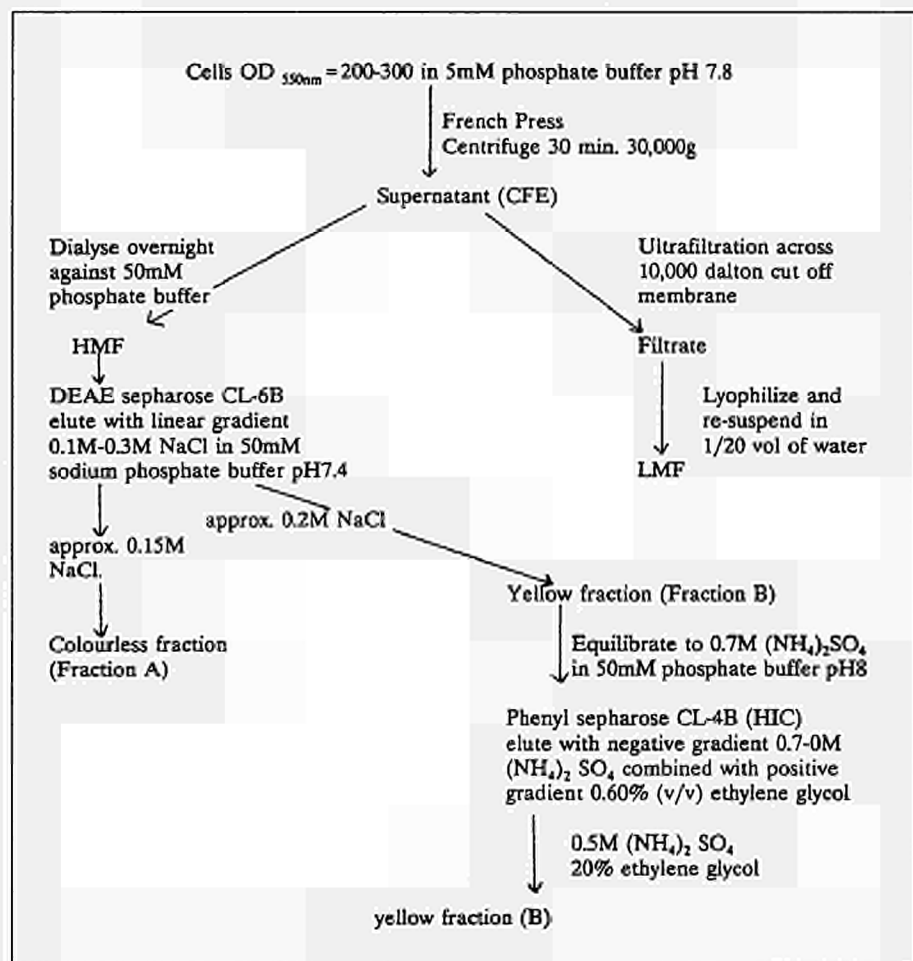 Cells OD 550nm = 200-300 in 5mM phosphate buffer pH 7.8
French Press
Centrifuge 30 min. 30,000g
Supernatant (CFE)
Dialyse overnight
against 50mM
phosphate buffer
Ultrafiltration across
10,000 dalton cut off
membrane
HMF
Filtrate
DEAE sepharose CL-6B
elute with linear gradient
0.1M-0.3M NaCl in 50mM
sodium phosphate buffer pH7.4
Lyophilize and
re-suspend in
1/20 vol of water
LMF
approx. 0.2M NaCl
approx. 0.15M
NaCl.
Yellow fraction (Fraction B)
Colourless fraction
(Fraction A)
Equilibrate to 0.7M (NH₄)₂SO₄
in 50mM phosphate buffer pH8
Phenyl sepharose CL-4B (HIC)
elute with negative gradient 0.7-0M
(NH₄)₂ SO₄ combined with positive
gradient 0.60% (v/v) ethylene glycol
0.5M (NH₄)₂ SO₄
20% ethylene glycol
yellow fraction (B)